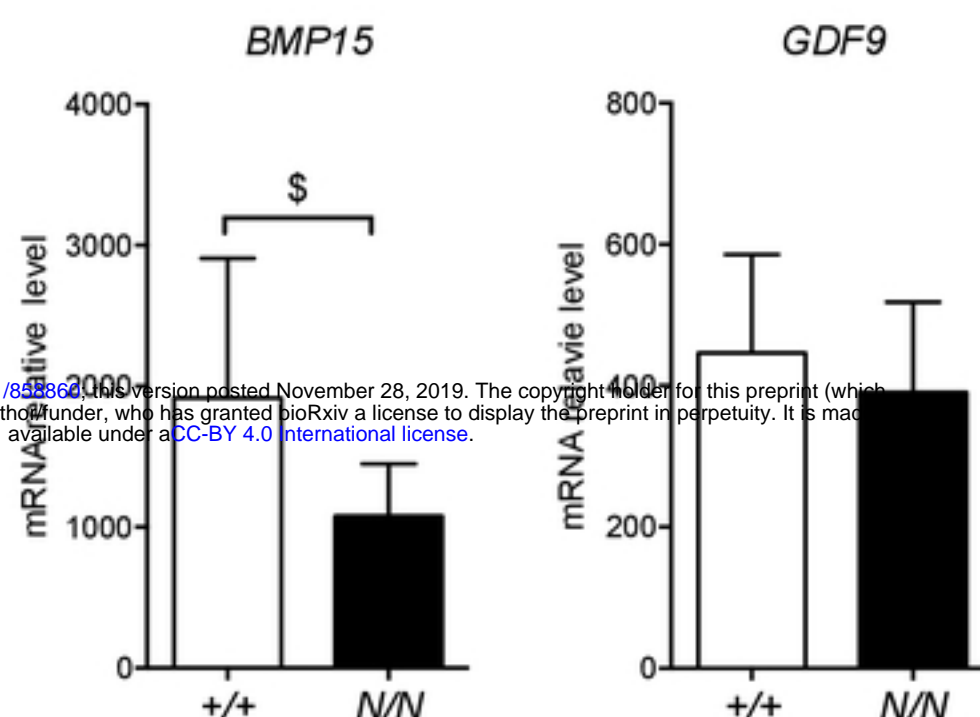 BMP15
GDF9
4000
3000
2000
1000
0
$
mRNA relative level
+/+
N/N
800
600
400
200
0
mRNA relavie level
+/+
N/N
/858860; this version posted November 28, 2019. The copyright holder for this preprint (which
thor/funder, who has granted bioRxiv a license to display the preprint in perpetuity. It is mad
available under aCC-BY 4.0 International license.